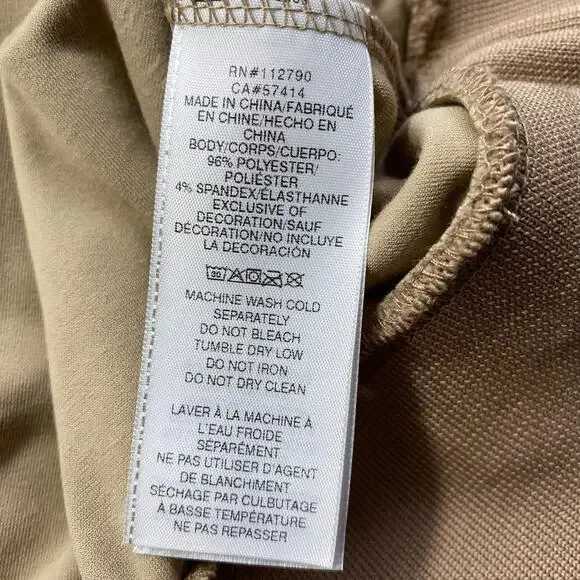 RN#112790
CA#57414
MADE IN CHINA/FABRIQUÉ
EN CHINE/HECHO EN
CHINA
BODY/CORPS/CUERPO:
96% POLYESTER/
POLIÉSTER
4% SPANDEX/ÉLASTHANNE
EXCLUSIVE OF
DECORATION/SAUF
DÉCORATION/NO INCLUYE
LA DECORACIÓN
30
MACHINE WASH COLD
SEPARATELY
DO NOT BLEACH
TUMBLE DRY LOW
DO NOT IRON
DO NOT DRY CLEAN
LAVER À LA MACHINE À
L'EAU FROIDE
SÉPARÉMENT
NE PAS UTILISER D'AGENT
DE BLANCHIMENT
SÉCHAGE PAR CULBUTAGE
À BASSE TEMPÉRATURE
NE PAS REPASSER